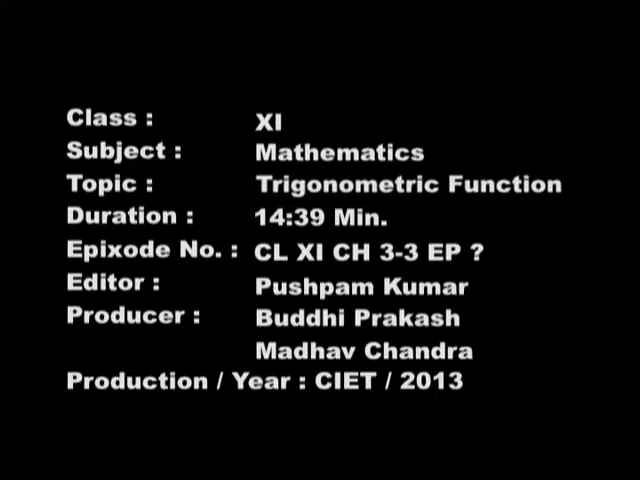 Class : XI
Subject : Mathematics
Topic : Trigonometric Function
Duration : 14:39 Min.
Epixode No. : CL XI CH 3-3 EP ?
Editor : Pushpam Kumar
Producer : Buddhi Prakash
Madhav Chandra
Production / Year : CIET / 2013